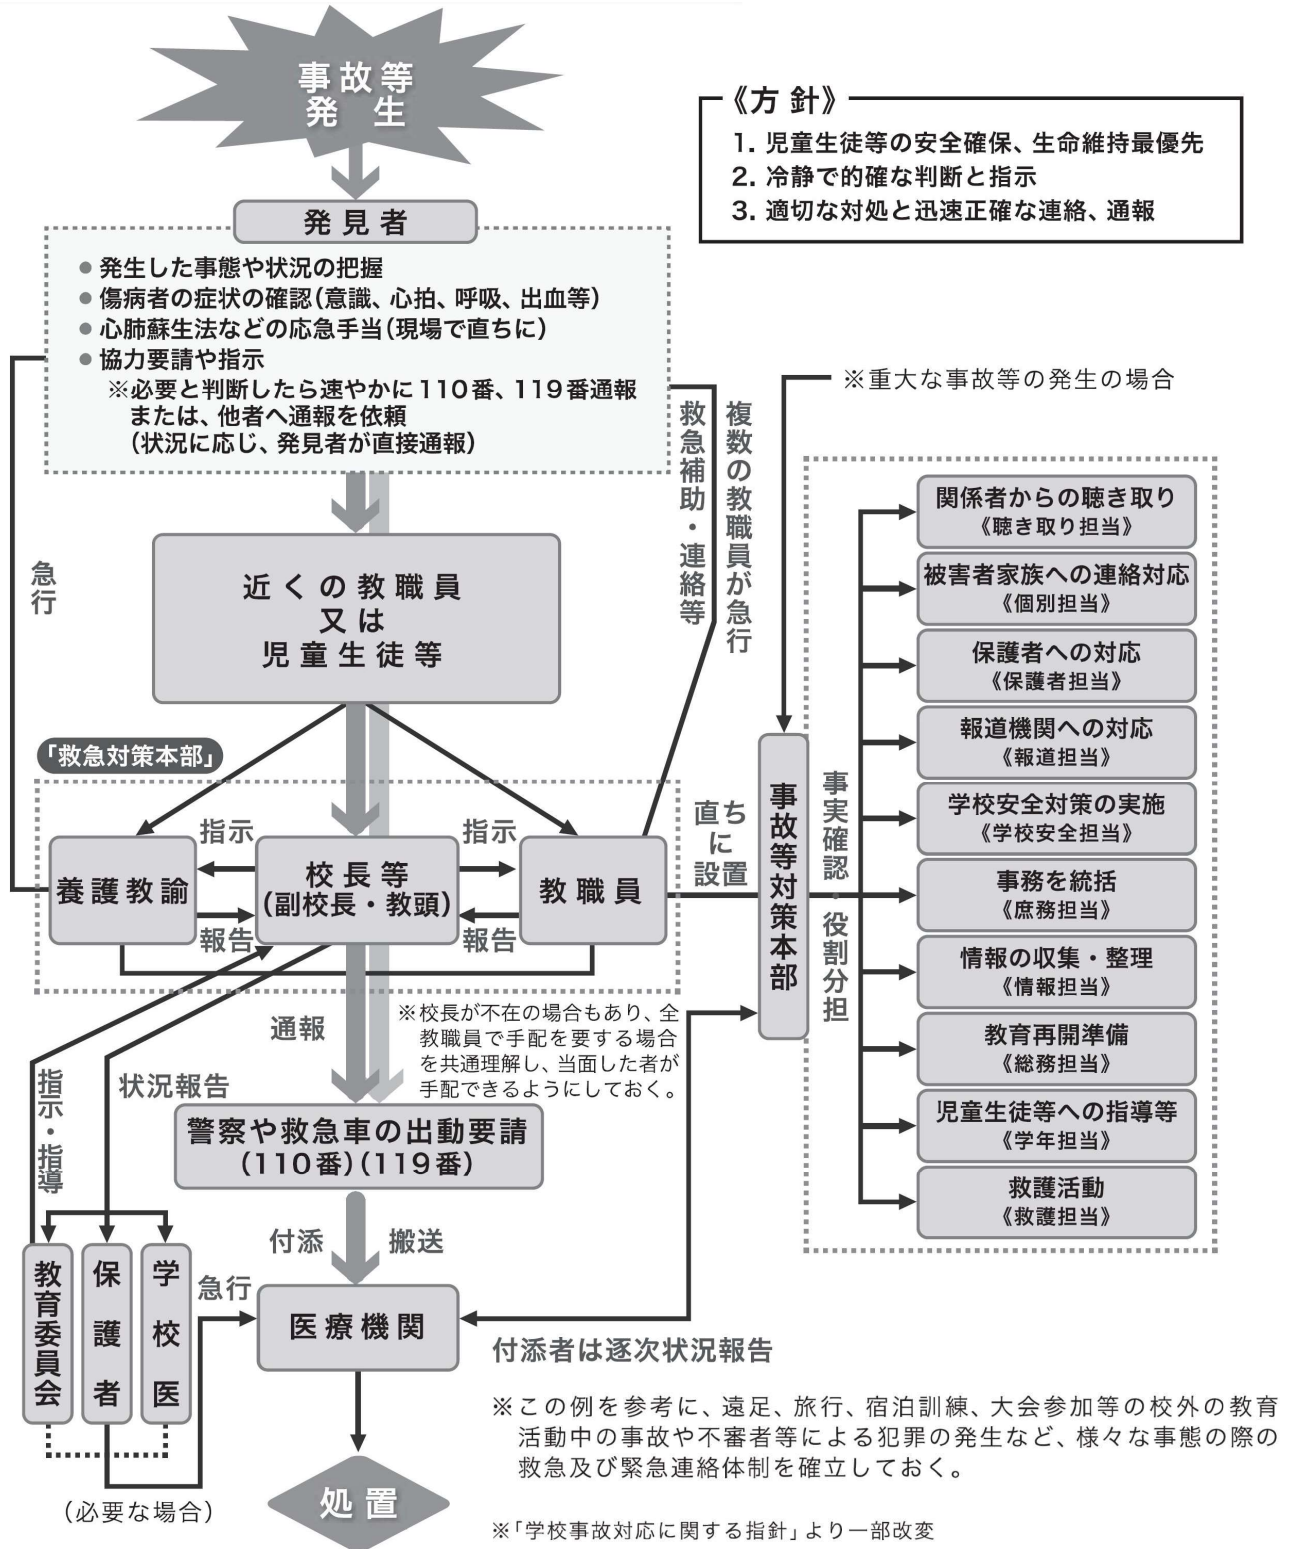 事故等
発 生
《方 針》
1. 児童生徒等の安全確保、生命維持最優先
2. 冷静で的確な判断と指示
3. 適切な対処と迅速正確な連絡、通報
発見者
● 発生した事態や状況の把握
● 傷病者の症状の確認(意識、心拍、呼吸、出血等)
● 心肺蘇生法などの応急手当(現場で直ちに)
● 協力要請や指示
※必要と判断したら速やかに110番、119番通報
または、他者へ通報を依頼
(状況に応じ、発見者が直接通報)
急行
近くの教職員
又は
児童生徒等
複数の教職員が急行
救急補助・連絡等
※重大な事故等の発生の場合
「救急対策本部」
養護教諭
指示
報告
校長等
(副校長・教頭)
指示
報告
教職員
直ち
に
設置
事故等対策本部
事実確認・役割分担
関係者からの聴き取り
《聴き取り担当》
被害者家族への連絡対応
《個別担当》
保護者への対応
《保護者担当》
報道機関への対応
《報道担当》
学校安全対策の実施
《学校安全担当》
事務を統括
《庶務担当》
情報の収集・整理
《情報担当》
教育再開準備
《総務担当》
児童生徒等への指導等
《学年担当》
救護活動
《救護担当》
通報
※校長が不在の場合もあり、全
教職員で手配を要する場合
を共通理解し、当面した者が
手配できるようにしておく。
指示・指導
状況報告
警察や救急車の出動要請
(110番)(119番)
付添
搬送
教育委員会
保護者
学校医
急行
医療機関
付添者は逐次状況報告
(必要な場合)
処置
※この例を参考に、遠足、旅行、宿泊訓練、大会参加等の校外の教育
活動中の事故や不審者等による犯罪の発生など、様々な事態の際の
救急及び緊急連絡体制を確立しておく。
※「学校事故対応に関する指針」より一部改変